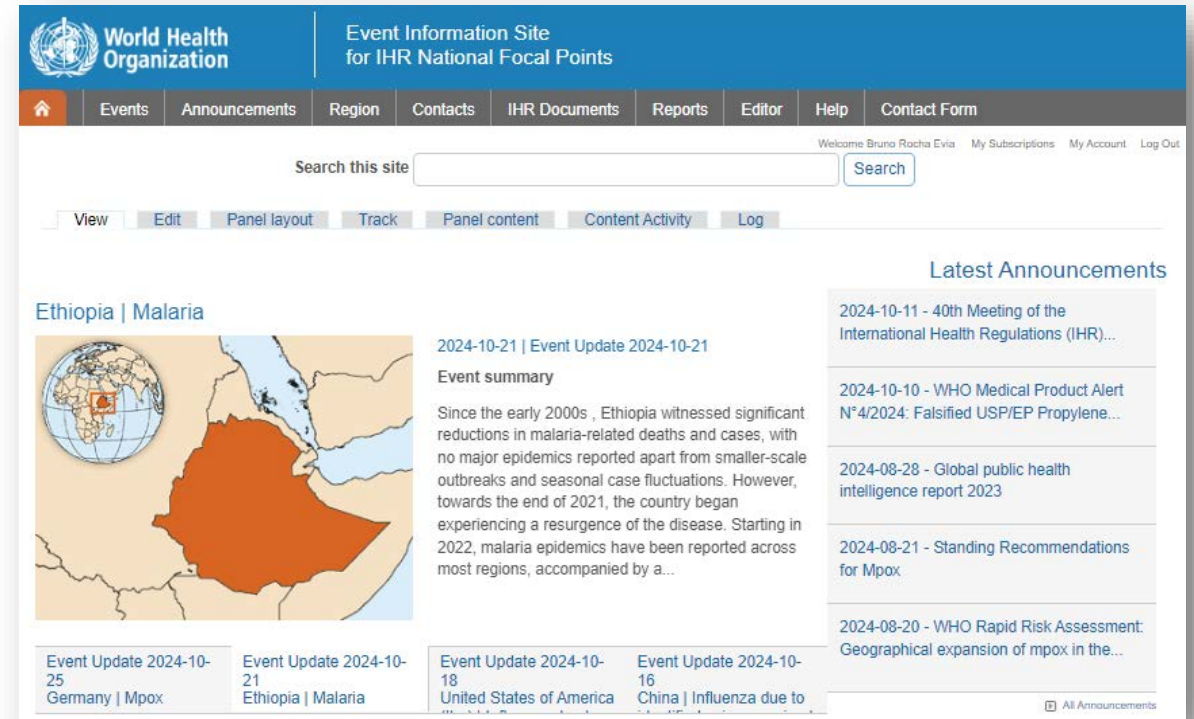 World Health
Organization
Event Information Site
for IHR National Focal Points
Events Announcements Region Contacts IHR Documents Reports Editor Help Contact Form
Welcome Bruno Rocha Evia My Subscriptions My Account Log Out
Search this site Search
View Edit Panel layout Track Panel content Content Activity Log
Ethiopia | Malaria
2024-10-21 | Event Update 2024-10-21
Event summary
Since the early 2000s , Ethiopia witnessed significant
reductions in malaria-related deaths and cases, with
no major epidemics reported apart from smaller-scale
outbreaks and seasonal case fluctuations. However,
towards the end of 2021, the country began
experiencing a resurgence of the disease. Starting in
2022, malaria epidemics have been reported across
most regions, accompanied by a...
Event Update 2024-10-
25
Germany | Mpox
Event Update 2024-10-
21
Ethiopia | Malaria
Event Update 2024-10-
18
United States of America
Event Update 2024-10-
16
China | Influenza due to
Latest Announcements
2024-10-11 - 40th Meeting of the
International Health Regulations (IHR)...
2024-10-10 - WHO Medical Product Alert
N°4/2024: Falsified USP/EP Propylene...
2024-08-28 - Global public health
intelligence report 2023
2024-08-21 - Standing Recommendations
for Mpox
2024-08-20 - WHO Rapid Risk Assessment:
Geographical expansion of mpox in the...
All Announcements